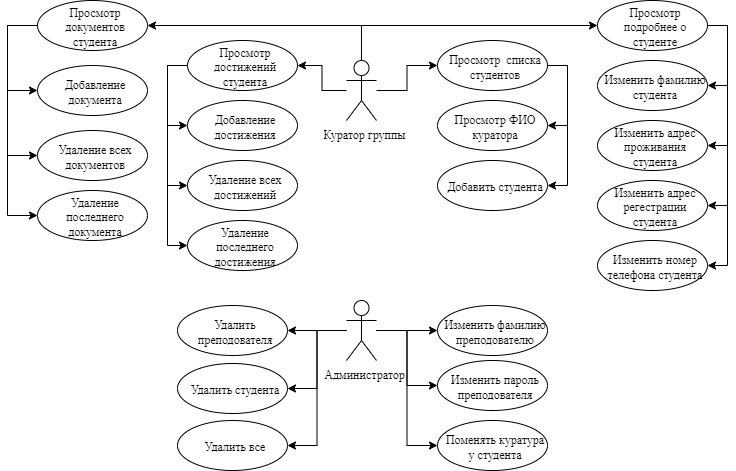 Просмотр
документов
студента
Добавление
документа
Удаление всех
документов
Удаление
последнего
документа
Просмотр
достижений
студента
Добавление
достижения
Удаление всех
достижений
Удаление
последнего
достижения
Куратор группы
Просмотр списка
студентов
Просмотр ФИО
куратора
Добавить студента
Просмотр
подробнее о
студенте
Изменить фамилию
студента
Изменить адрес
проживания
студента
Изменить адрес
регестрации
студента
Изменить номер
телефона студента
Удалить
преподователя
Удалить студента
Удалить все
Администратор
Изменить фамилию
преподователю
Изменить пароль
преподователя
Поменять куратура
у студента